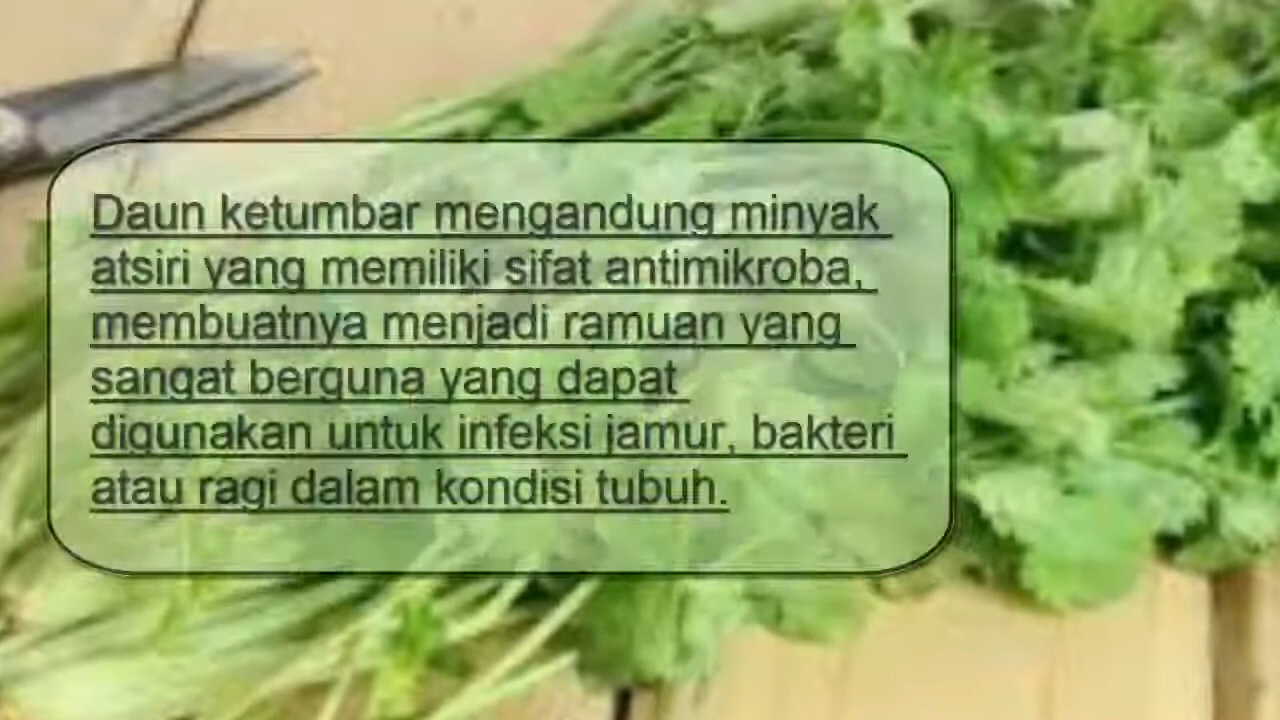 Daun ketumbar mengandung minyak
atsiri yang memiliki sifat antimikroba,
membuatnya menjadi ramuan yang
sangat berguna yang dapat
digunakan untuk infeksi jamur, bakteri
atau ragi dalam kondisi tubuh.